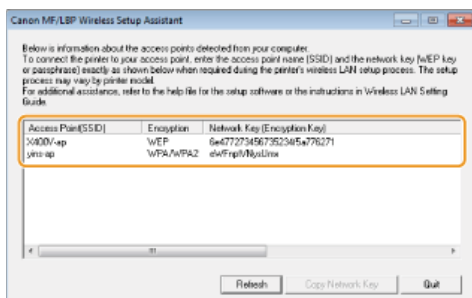 Canon MF/LBP Wireless Setup Assistant
Below is information about the access points detected from your computer.
To connect the printer to your access point, enter the access point name (SSID) and the network key (WEP key
or passphrase) exactly as shown below when required during the printer's wireless LAN setup process. The setup
process may vary by printer model.
For additional assistance, refer to the help file for the setup software or the instructions in Wireless LAN Setting
Guide.
Access Point(SSID) Encryption Network Key (Encryption Key)
X400V-ap WEP
yins-ap WPA/WPA2
Refresh Copy Network Key Quit